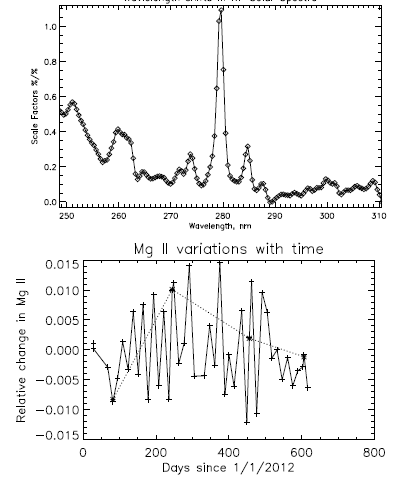 1.0
0.8
0.6
0.4
0.2
0.0
Scale Factors %/%
250 260 270 280 290 300 310
Wavelength, nm
Mg II variations with time
0.015
0.010
0.005
0.000
−0.005
−0.010
−0.015
Relative change in Mg II
0 200 400 600 800
Days since 1/1/2012